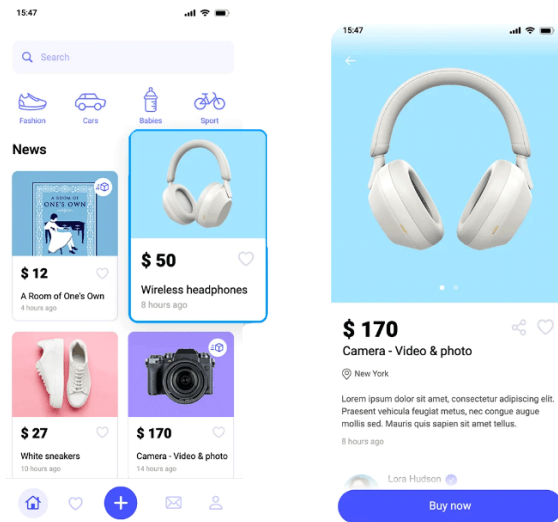 15:47
Search
Fashion Cars Babies Sport
News
A ROOM OF
ONE'S OWN
$ 12
A Room of One's Own
4 hours ago
$ 50
Wireless headphones
8 hours ago
$ 27
White sneakers
10 hours ago
$ 170
Camera - Video & photo
14 hours ago
15:47
$ 170
Camera - Video & photo
New York
Lorem ipsum dolor sit amet, consectetur adipiscing elit.
Praesent vehicula feugiat metus, nec congue augue
mollis sed. Mauris quis sapien sit amet tellus.
8 hours ago
Lora Hudson
Buy now